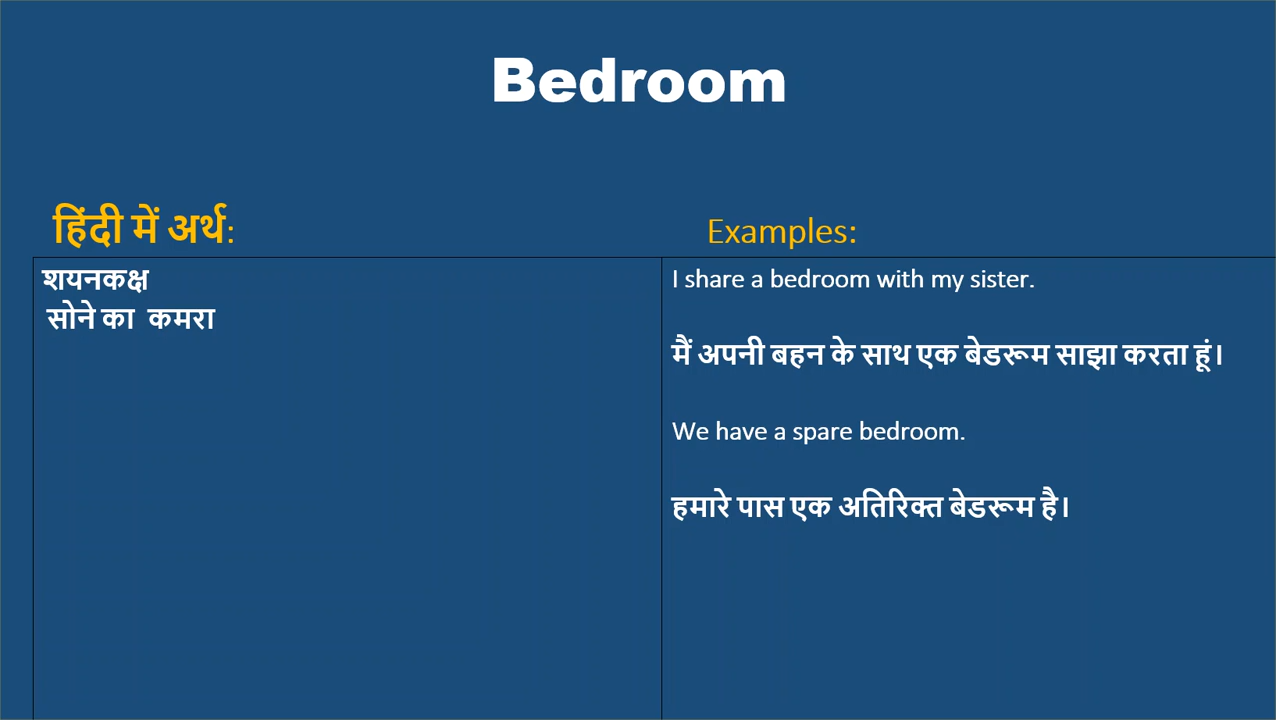 Bedroom
हिंदी में अर्थ:
शयनकक्ष
सोने का कमरा
Examples:
I share a bedroom with my sister.
मैं अपनी बहन के साथ एक बेडरूम साझा करता हूं।
We have a spare bedroom.
हमारे पास एक अतिरिक्त बेडरूम है।